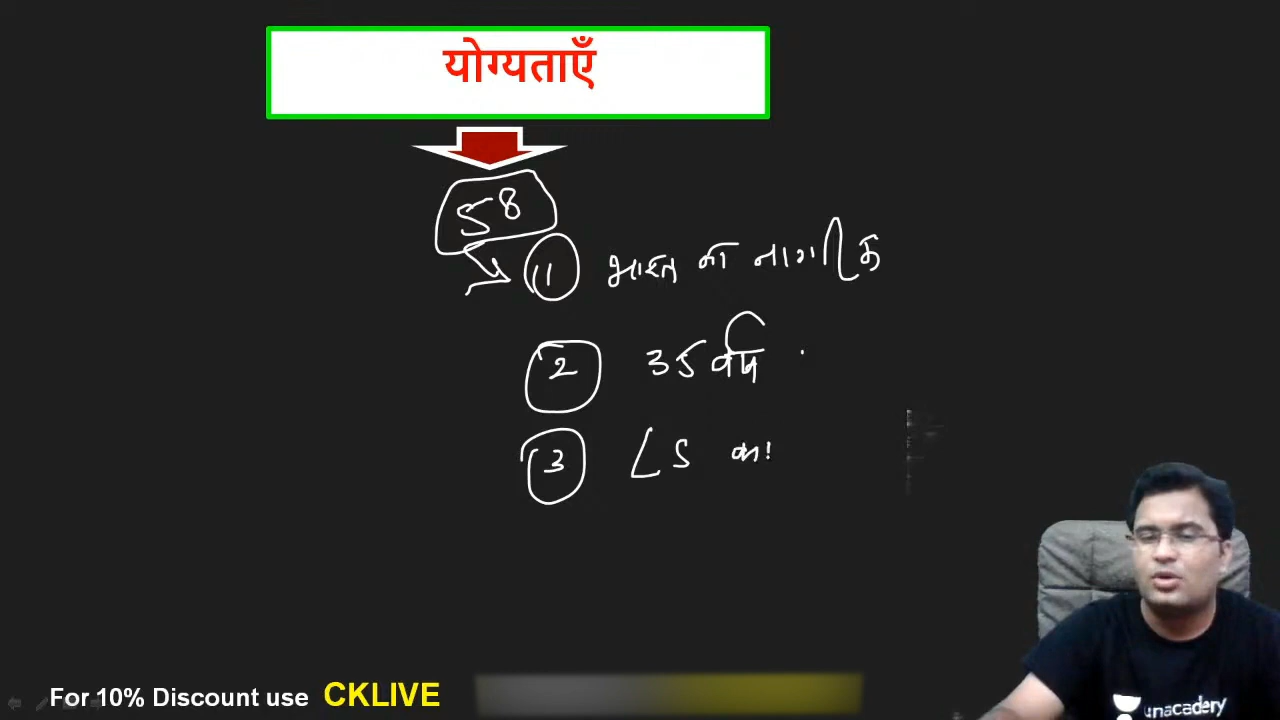 योग्यताएँ
58
1 भारत का नागरिक
2 35 वर्ष
3 LS का
For 10% Discount use CKLIVE
unacademy